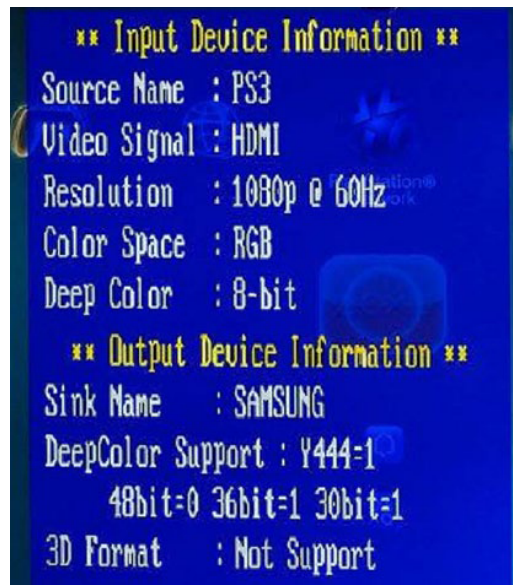 ** Input Device Information **
Source Name : PS3
Video Signal : HDMI
Resolution : 1080p @ 60Hz
Color Space : RGB
Deep Color : 8-bit
** Output Device Information **
Sink Name : SAMSUNG
DeepColor Support : Y444=1
48bit=0 36bit=1 30bit=1
3D Format : Not Support